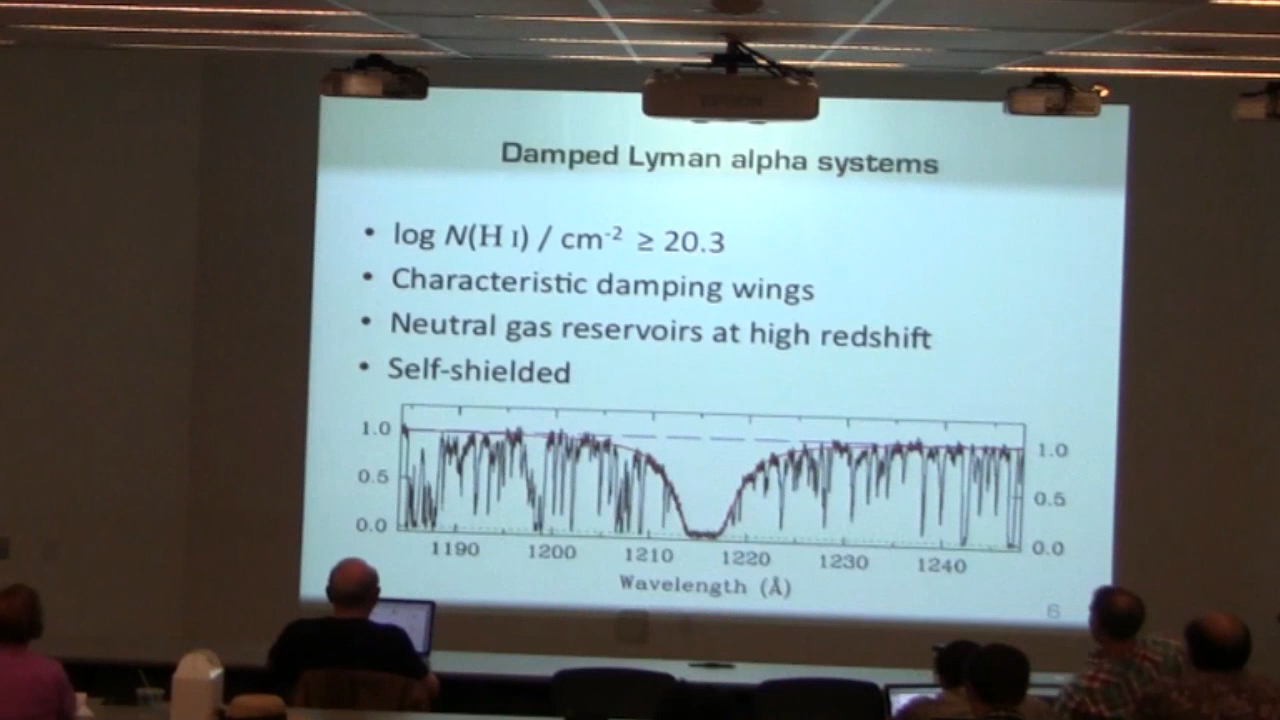 EPSON
Damped Lyman alpha systems
• log N(H I) / cm⁻² ≥ 20.3
• Characteristic damping wings
• Neutral gas reservoirs at high redshift
• Self-shielded
1.0 1.0
0.5 0.5
0.0 0.0
1190 1200 1210 1220 1230 1240
Wavelength (Å)
6